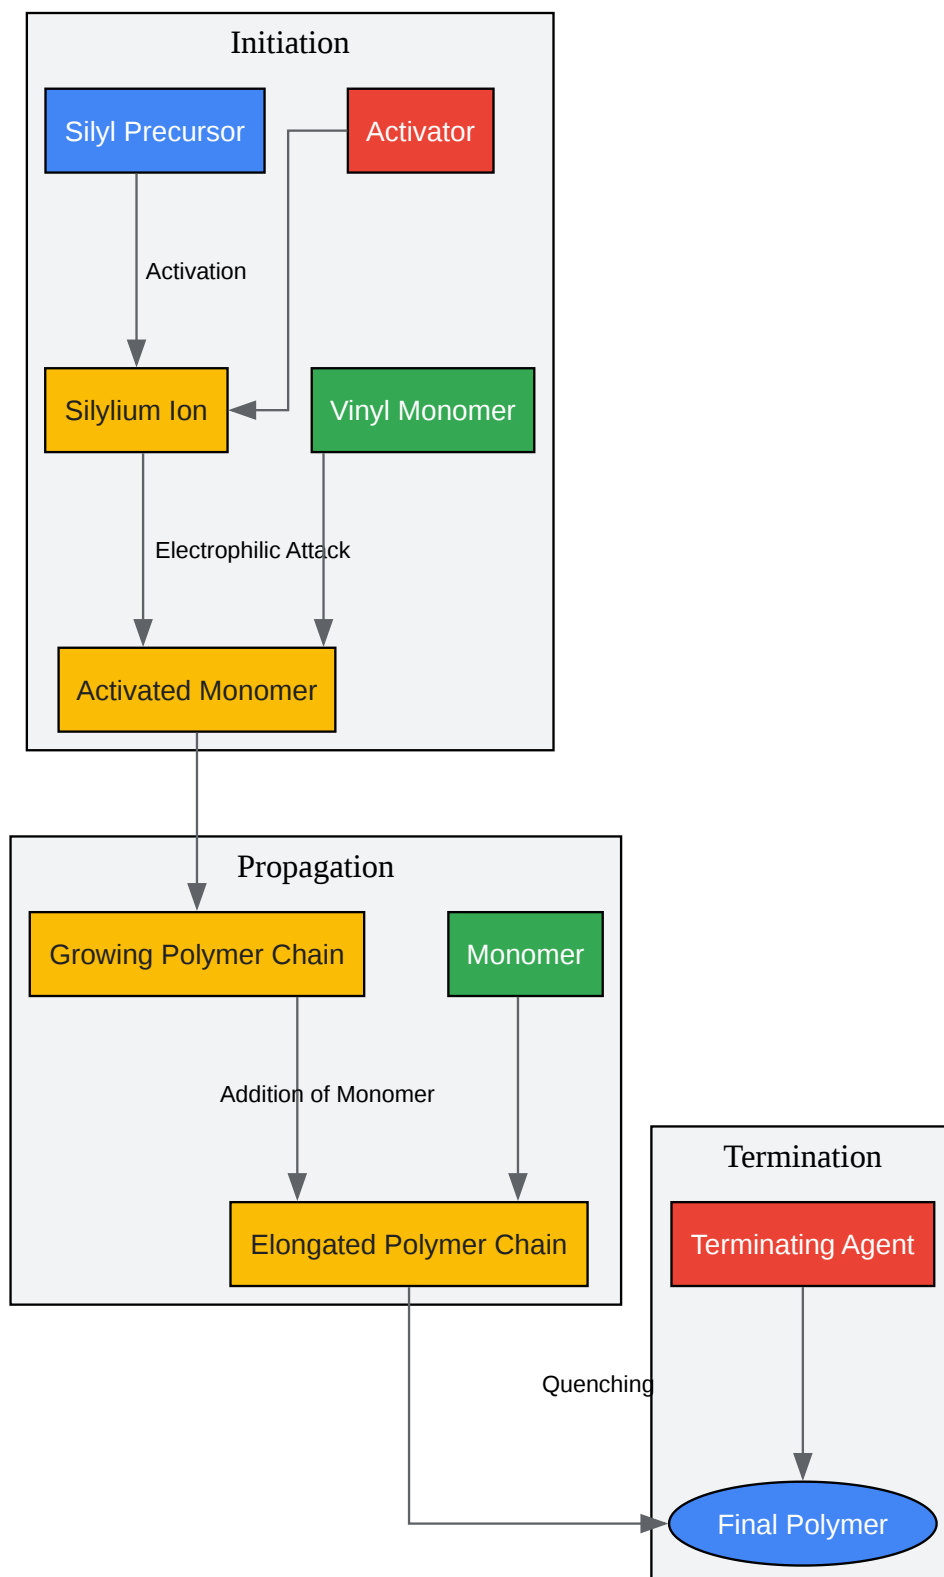 Initiation
Silyl Precursor
Activator
Activation
Silylium Ion
Vinyl Monomer
Electrophilic Attack
Activated Monomer
Propagation
Growing Polymer Chain
Monomer
Addition of Monomer
Termination
Elongated Polymer Chain
Terminating Agent
Quenching
Final Polymer